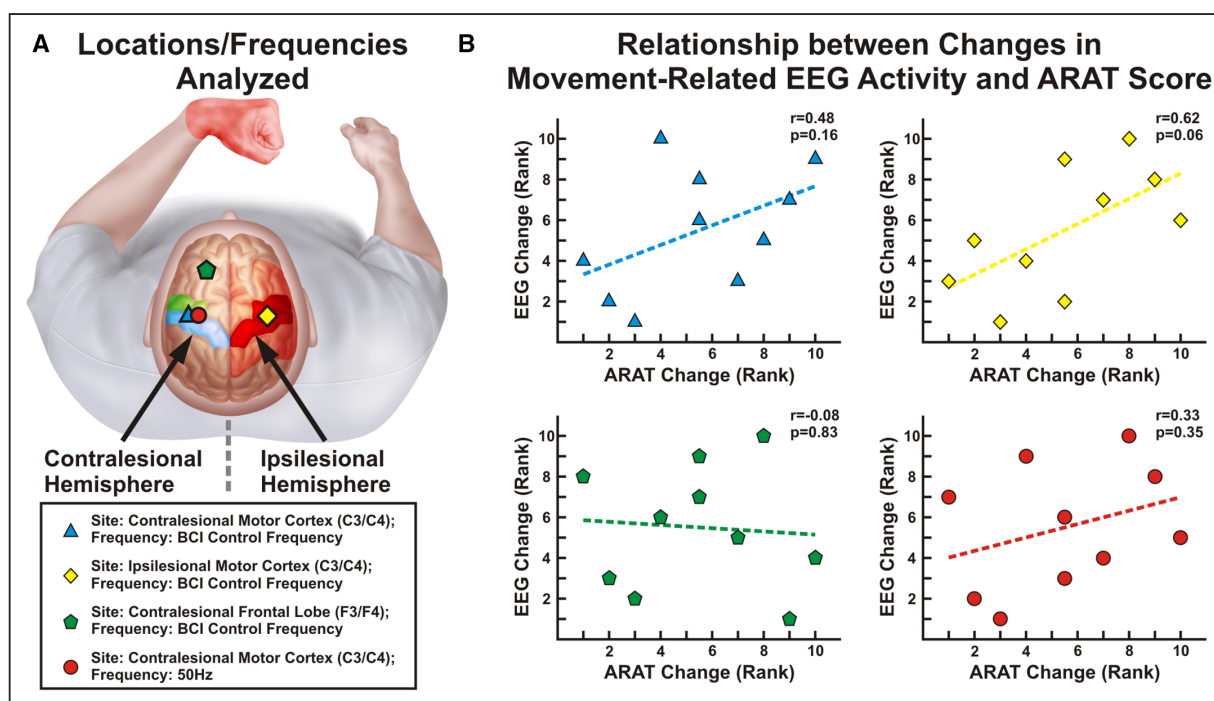 A
Locations/Frequencies
Analyzed
Contralesional
Hemisphere
Ipsilesional
Hemisphere
Site: Contralesional Motor Cortex (C3/C4);
Frequency: BCI Control Frequency
Site: Ipsilesional Motor Cortex (C3/C4);
Frequency: BCI Control Frequency
Site: Contralesional Frontal Lobe (F3/F4);
Frequency: BCI Control Frequency
Site: Contralesional Motor Cortex (C3/C4);
Frequency: 50Hz
B
Relationship between Changes in
Movement-Related EEG Activity and ARAT Score
r=0.48
p=0.16
EEG Change (Rank)
10
8
6
4
2
2 4 6 8 10
ARAT Change (Rank)
r=0.62
p=0.06
EEG Change (Rank)
10
8
6
4
2
2 4 6 8 10
ARAT Change (Rank)
r=-0.08
p=0.83
EEG Change (Rank)
10
8
6
4
2
2 4 6 8 10
ARAT Change (Rank)
r=0.33
p=0.35
EEG Change (Rank)
10
8
6
4
2
2 4 6 8 10
ARAT Change (Rank)